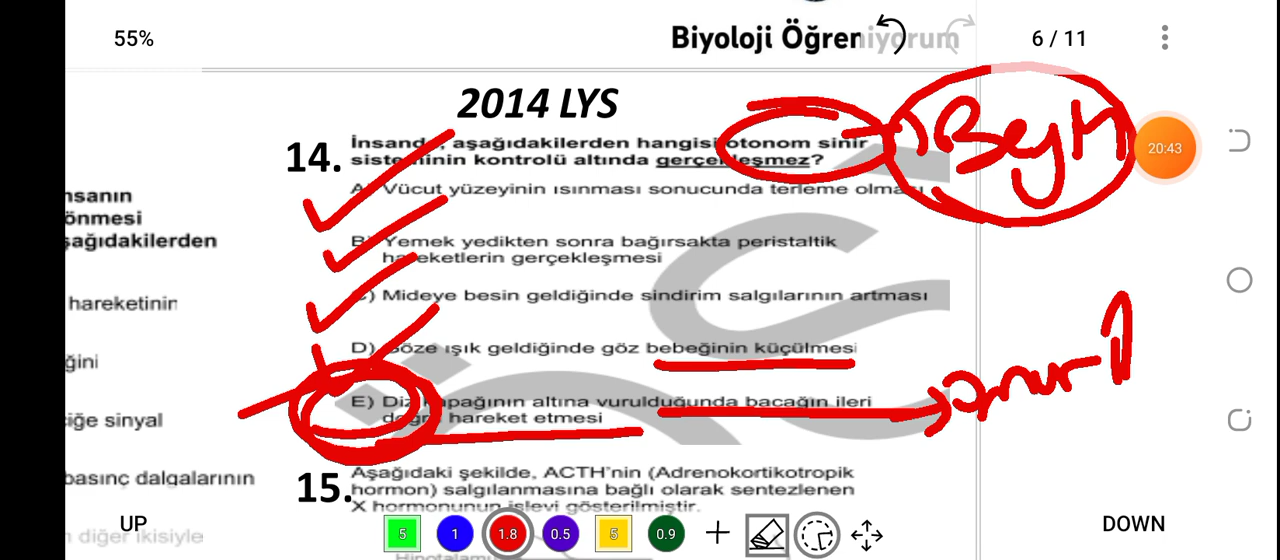 55%
Biyoloji Öğreniyorum
6 / 11
2014 LYS
20:43
14. İnsanda, aşağıdakilerden hangisi otonom sinir
sisteminin kontrolü altında gerçekleşmez?
A) Vücut yüzeyinin ısınması sonucunda terleme olması
B) Yemek yedikten sonra bağırsakta peristaltik
hareketlerin gerçekleşmesi
C) Mideye besin geldiğinde sindirim salgılarının artması
D) Göze ışık geldiğinde göz bebeğinin küçülmesi
E) Diz kapağının altına vurulduğunda bacağın ileri
doğru hareket etmesi
15. Aşağıdaki şekilde, ACTH'nin (Adrenokortikotropik
hormon) salgılanmasına bağlı olarak sentezlenen
X hormonunun işlevi gösterilmiştir.
nsanın
önmesi
şağıdakilerden
hareketinin
ğini
iğe sinyal
basınç dalgalarının
n diğer ikisiyle
UP
5
1
1.8
0.5
5
0.9
DOWN